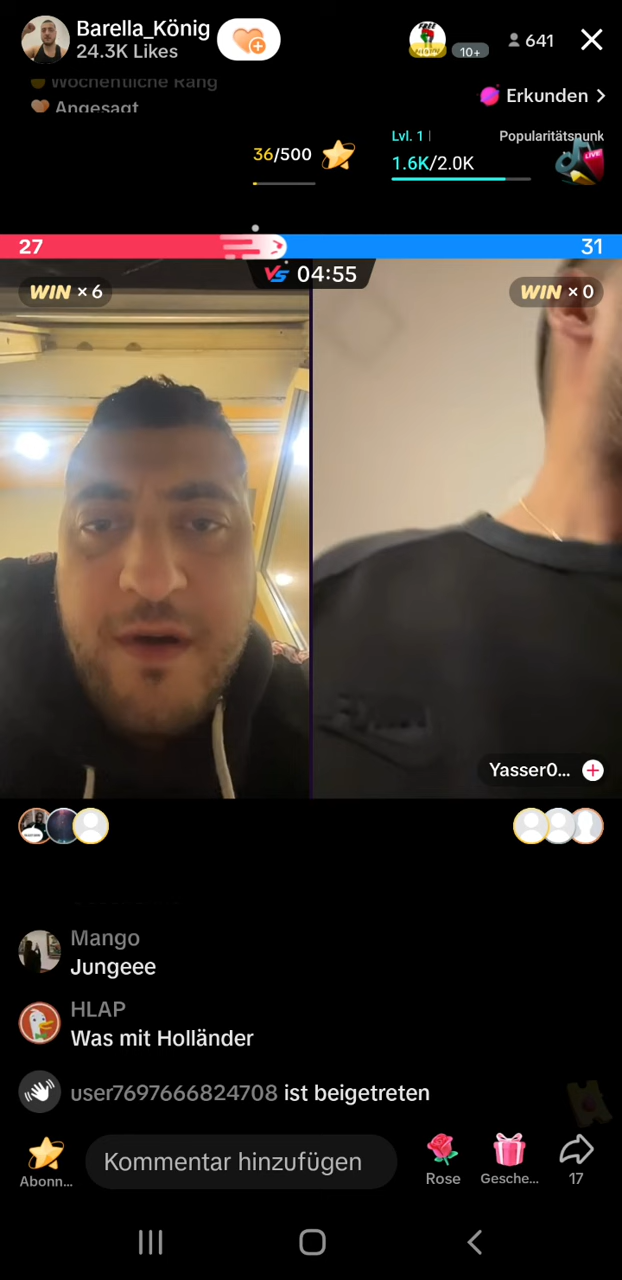 Barella_König
24.3K Likes
10+
641
Wöchentliche Rang
Erkunden
Angesagt
36/500
Lvl. 1
Popularitätspunk
1.6K/2.0K
LIVE
27
31
VS 04:55
WIN × 6
WIN × 0
Yasser0...
Mango
Jungeee
HLAP
Was mit Holländer
user7697666824708 ist beigetreten
Abonn...
Kommentar hinzufügen
Rose
Gesche...
17